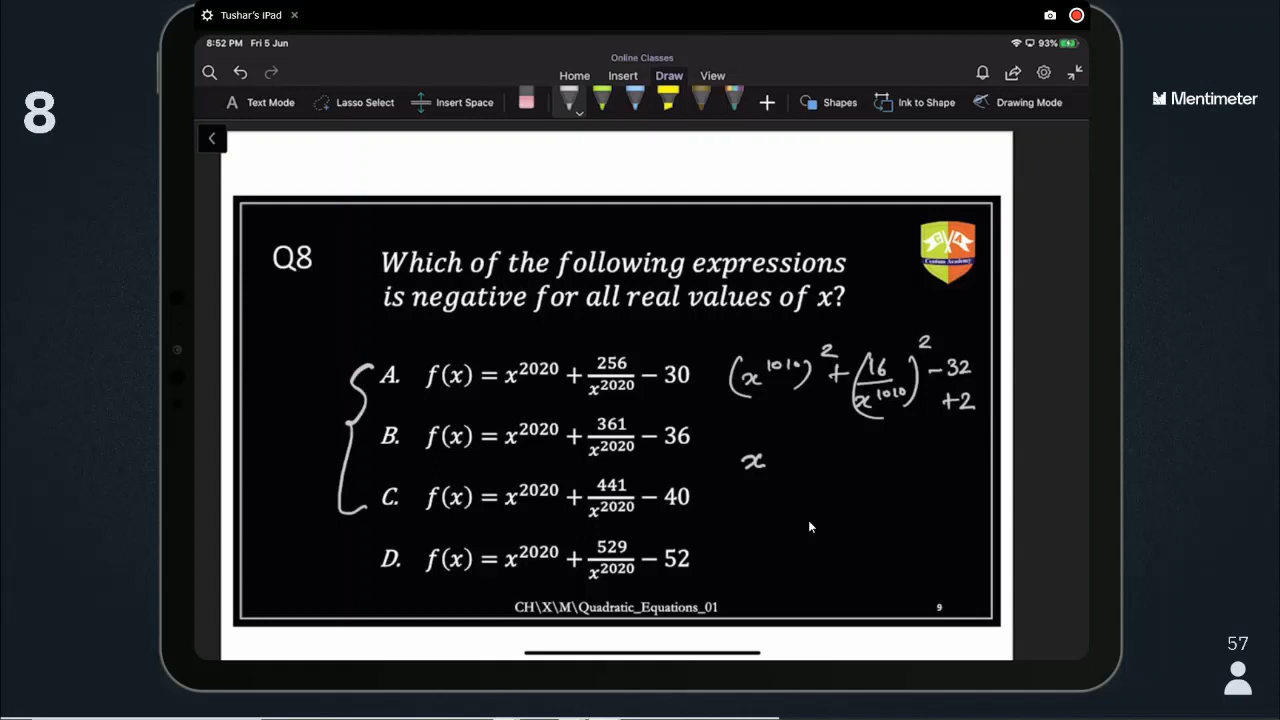 Tushar's iPad ×
8:52 PM Fri 5 Jun
93%
Online Classes
Home Insert Draw View
Text Mode Lasso Select Insert Space + Shapes Ink to Shape Drawing Mode
8
Mentimeter
Q8
Which of the following expressions
is negative for all real values of x?
CA
Centum Academy
A. f(x) = x^2020 + 256/x^2020 − 30
(x^1010)^2 + (16/x^1010)^2 − 32
+2
B. f(x) = x^2020 + 361/x^2020 − 36
x
C. f(x) = x^2020 + 441/x^2020 − 40
D. f(x) = x^2020 + 529/x^2020 − 52
CH\X\M\Quadratic_Equations_01
9
57